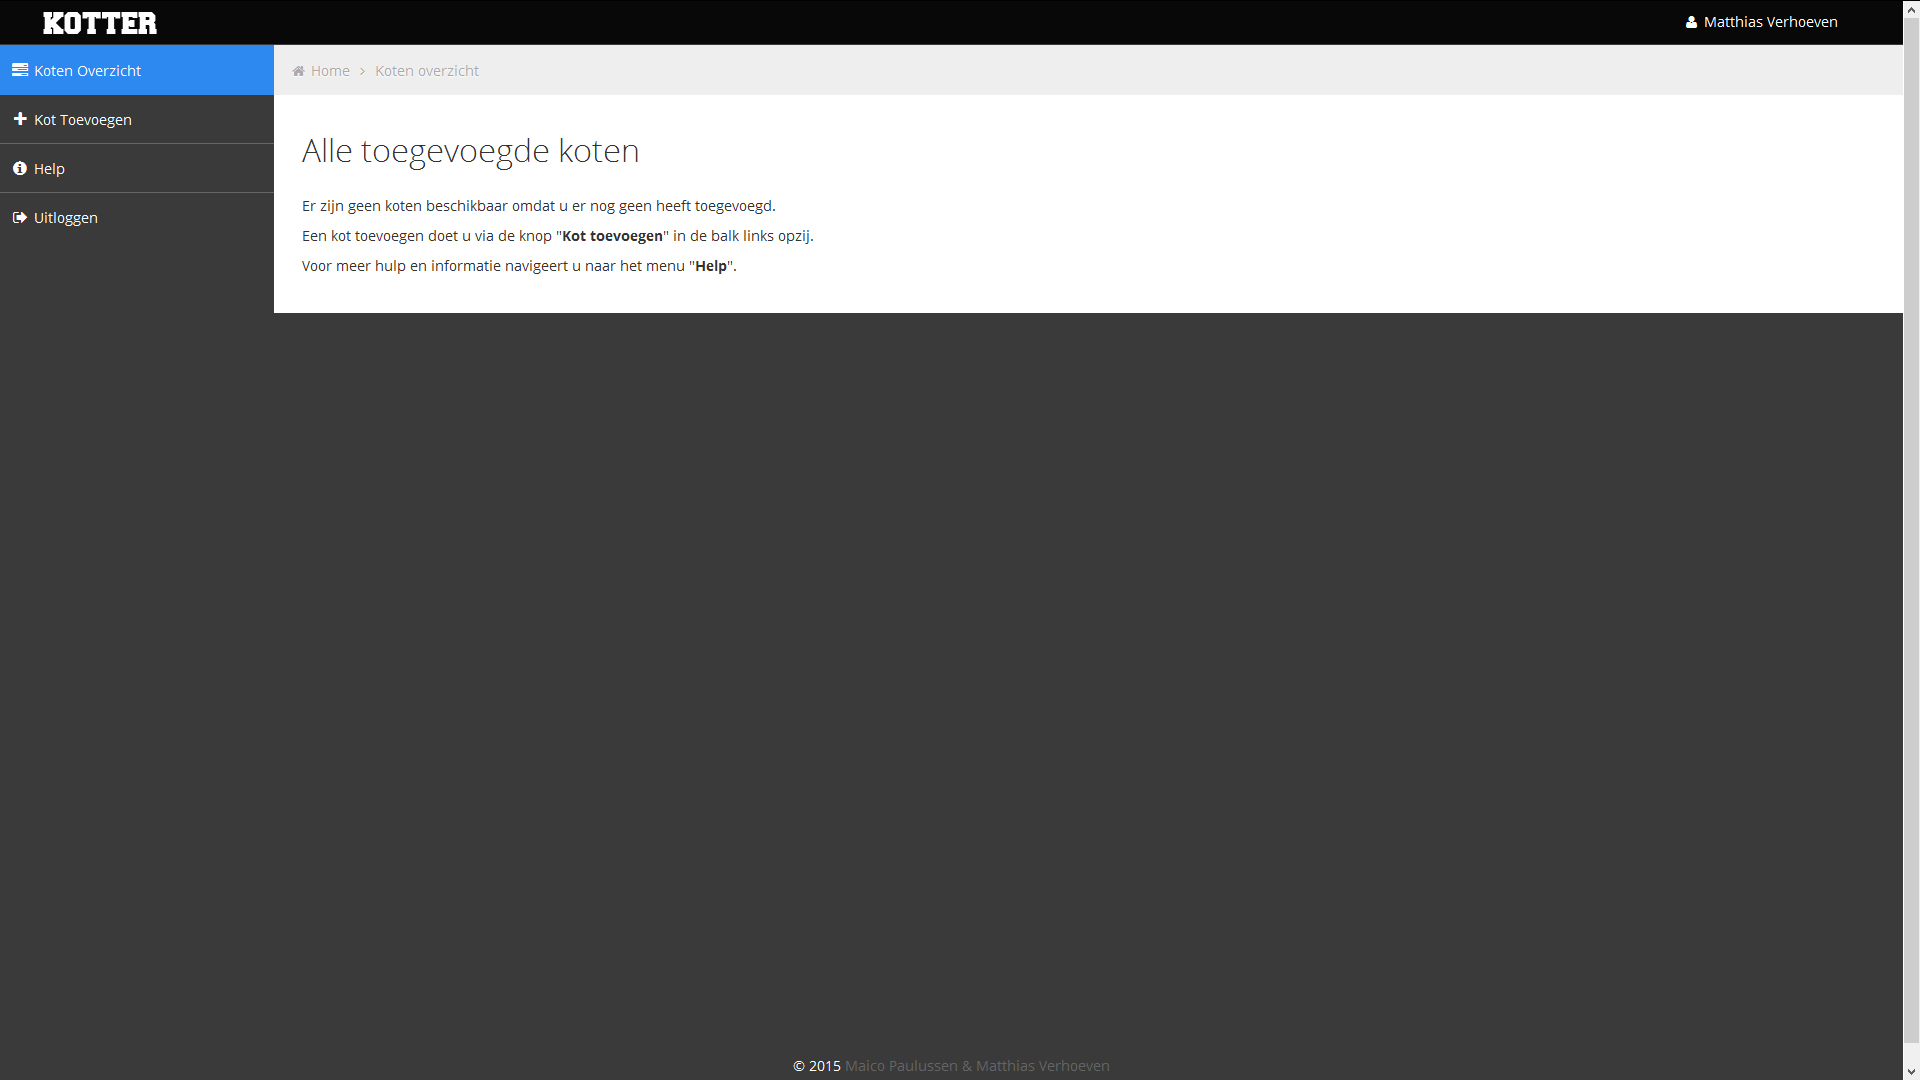 KOTTER
Matthias Verhoeven
Koten Overzicht
Kot Toevoegen
Help
Uitloggen
Home > Koten overzicht
Alle toegevoegde koten
Er zijn geen koten beschikbaar omdat u er nog geen heeft toegevoegd.
Een kot toevoegen doet u via de knop "Kot toevoegen" in de balk links opzij.
Voor meer hulp en informatie navigeert u naar het menu "Help".
© 2015 Maico Paulussen & Matthias Verhoeven